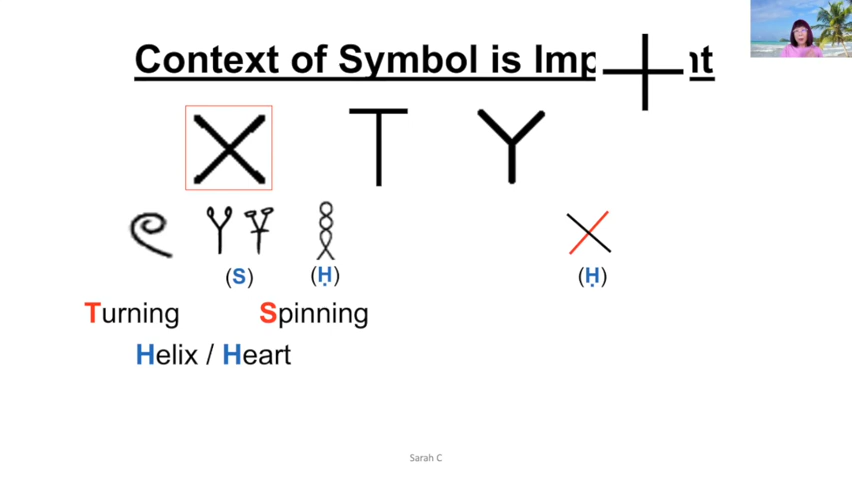 Context of Symbol is Imp nt
X T Y
(S) (Ḥ) (Ḥ)
Turning Spinning
Helix / Heart
Sarah C